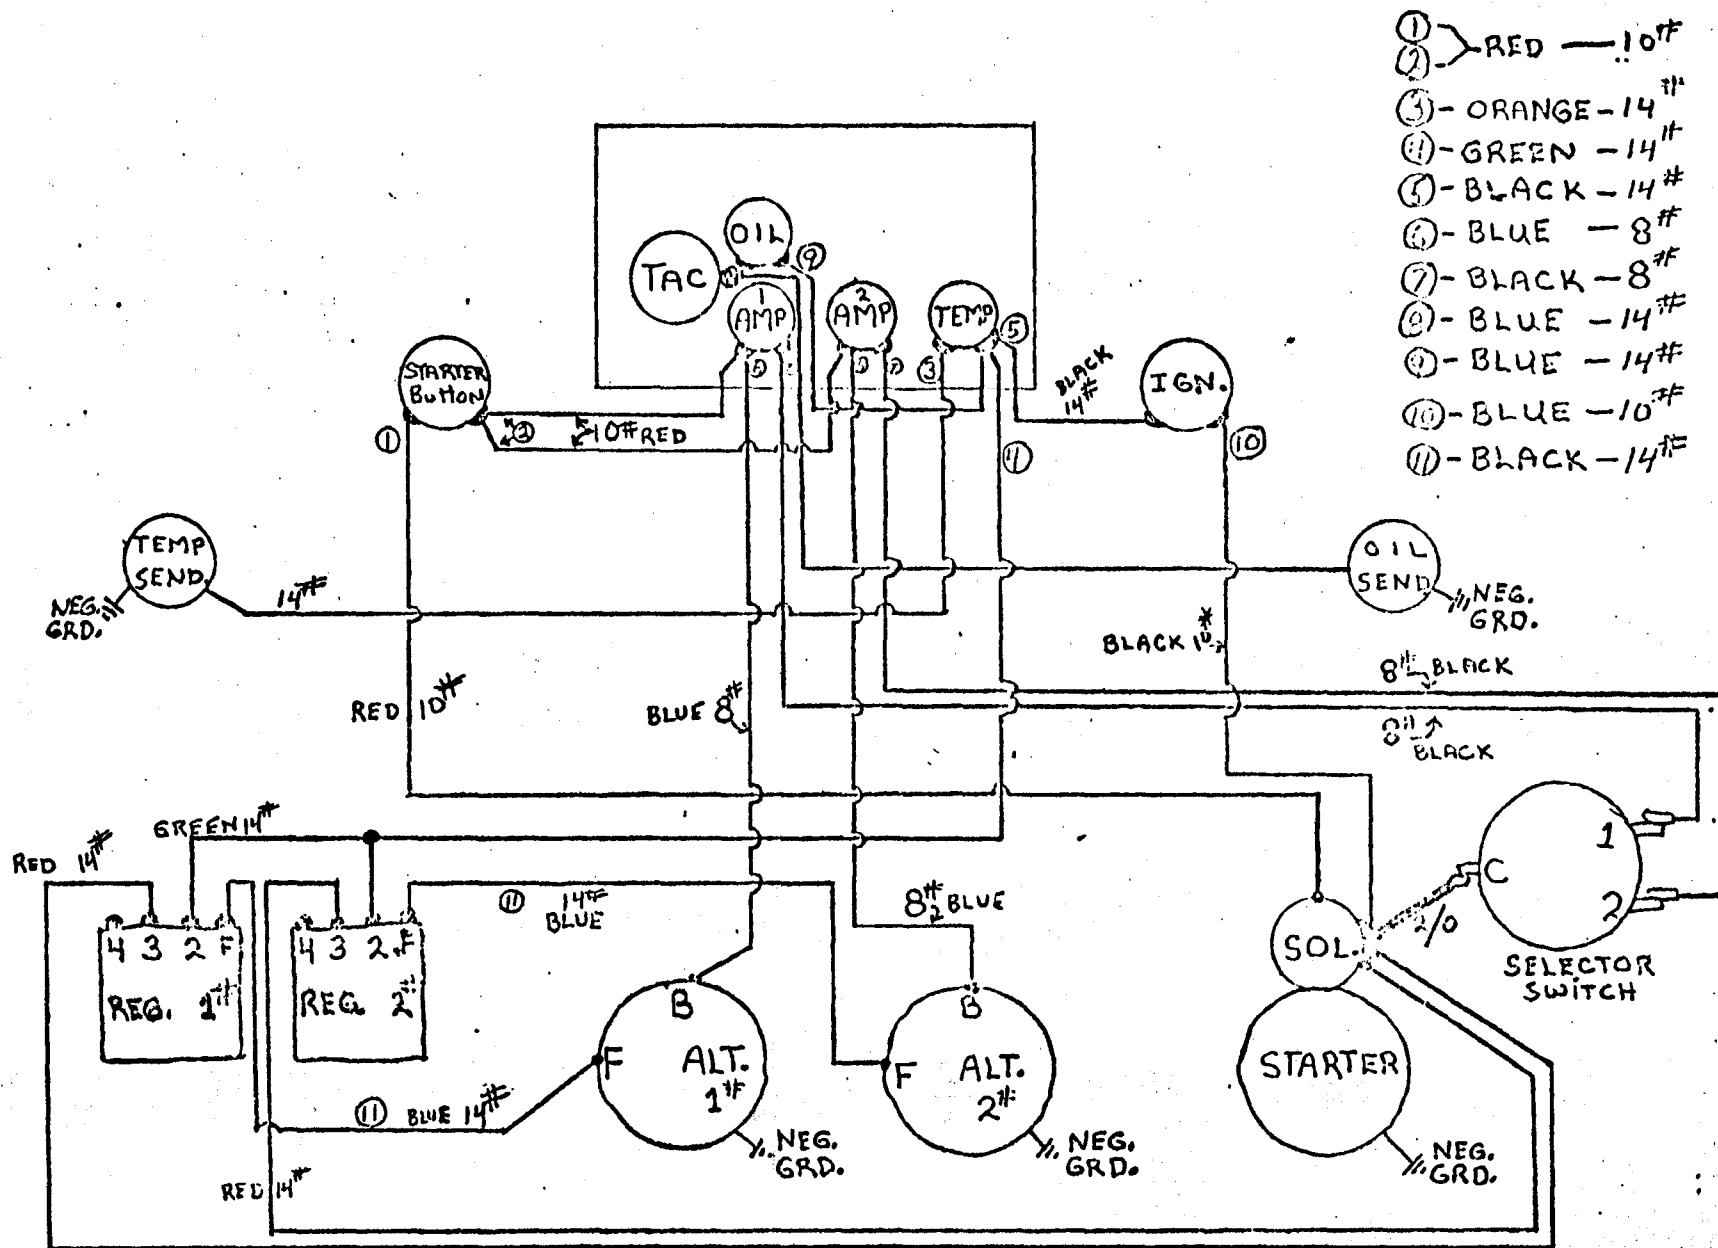 ① ② RED — 10#
③ - ORANGE - 14#
④ - GREEN - 14#
⑤ - BLACK - 14#
⑥ - BLUE - 8#
⑦ - BLACK - 8#
⑧ - BLUE - 14#
⑨ - BLUE - 14#
⑩ - BLUE - 10#
⑪ - BLACK - 14#
OIL
⑨
TAC
1
AMP
2
AMP
TEMP
③
⑤
BLACK
14#
IGN.
⑩
STARTER
BUTTON
①
②
10# RED
TEMP
SEND.
NEG.
GRD.
14#
OIL
SEND
NEG.
GRD.
BLACK
8# BLACK
8#
BLACK
RED 10#
BLUE 8#
GREEN 14#
RED 14#
4 3 2 F
REG. 1#
4 3 2 F
REG. 2#
⑪ 14#
BLUE
8# BLUE
B
F
ALT.
1#
NEG.
GRD.
B
F
ALT.
2#
NEG.
GRD.
⑪ BLUE 14#
RED 14#
SOL.
2/0
STARTER
NEG.
GRD.
1
C
2
SELECTOR
SWITCH